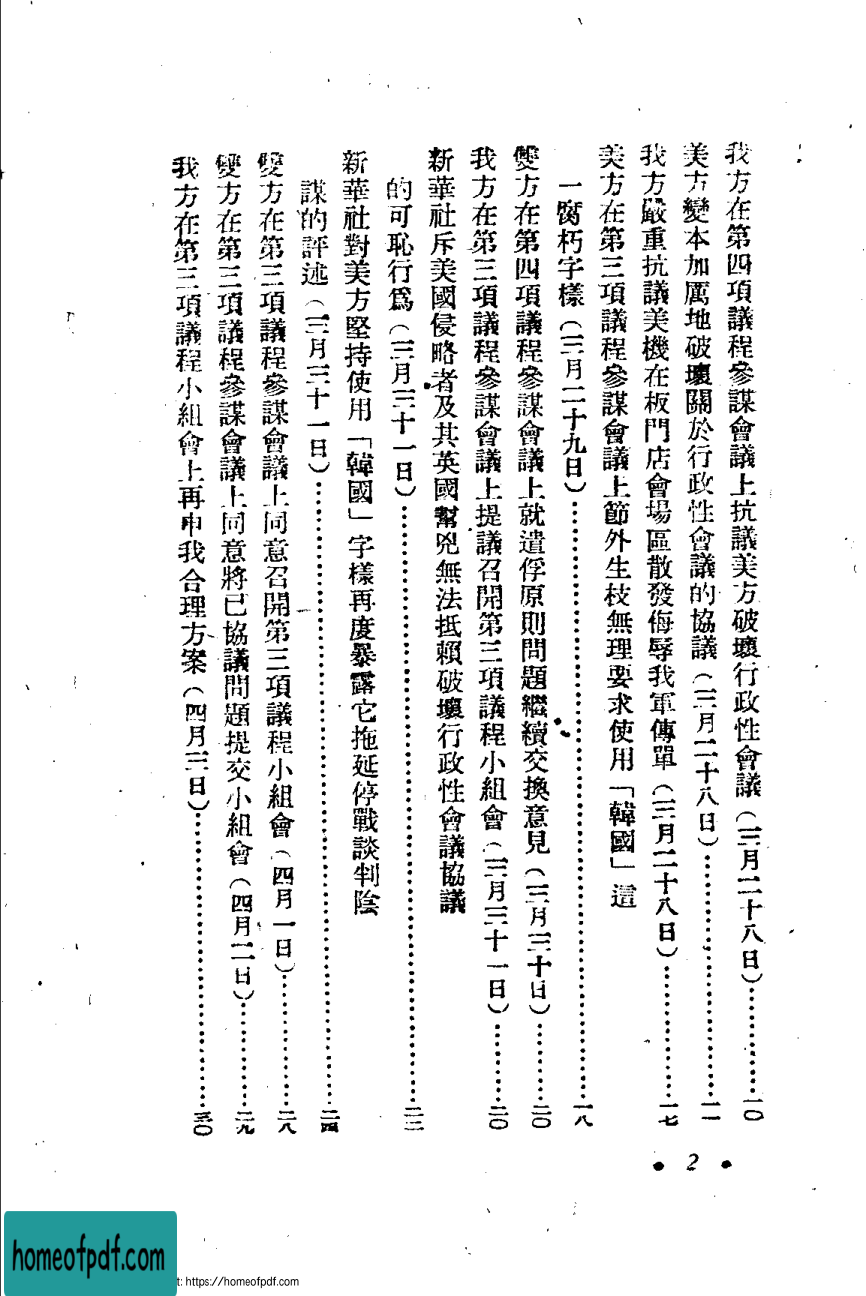 我方在第四項議程參謀會議上抗議美方破壞行政性會議（三月二十八日）…………一〇
美方變本加厲地破壞關於行政性會議的協議（三月二十八日）…………一一
我方嚴重抗議美機在板門店會場區散發侮辱我軍傳單（三月二十八日）…………一七
美方在第三項議程參謀會議上節外生枝無理要求使用「韓國」這
一腐朽字樣（三月二十九日）…………一八
雙方在第四項議程參謀會議上就遣俘原則問題繼續交換意見（三月三十日）…………二〇
我方在第三項議程參謀會議上提議召開第三項議程小組會（三月三十一日）…………二〇
新華社斥美國侵略者及其英國幫兇無法抵賴破壞行政性會議協議
的可恥行爲（三月三十一日）…………二二
新華社對美方堅持使用「韓國」字樣再度暴露它拖延停戰談判陰
謀的評述（三月三十一日）…………二四
雙方在第三項議程參謀會議上同意召開第三項議程小組會（四月一日）…………二八
雙方在第三項議程參謀會議上同意將已協議問題提交小組會（四月二日）…………二九
我方在第三項議程小組會上再申我合理方案（四月三日）…………三〇
• 2 •
homeofpdf.com
t: https://homeofpdf.com